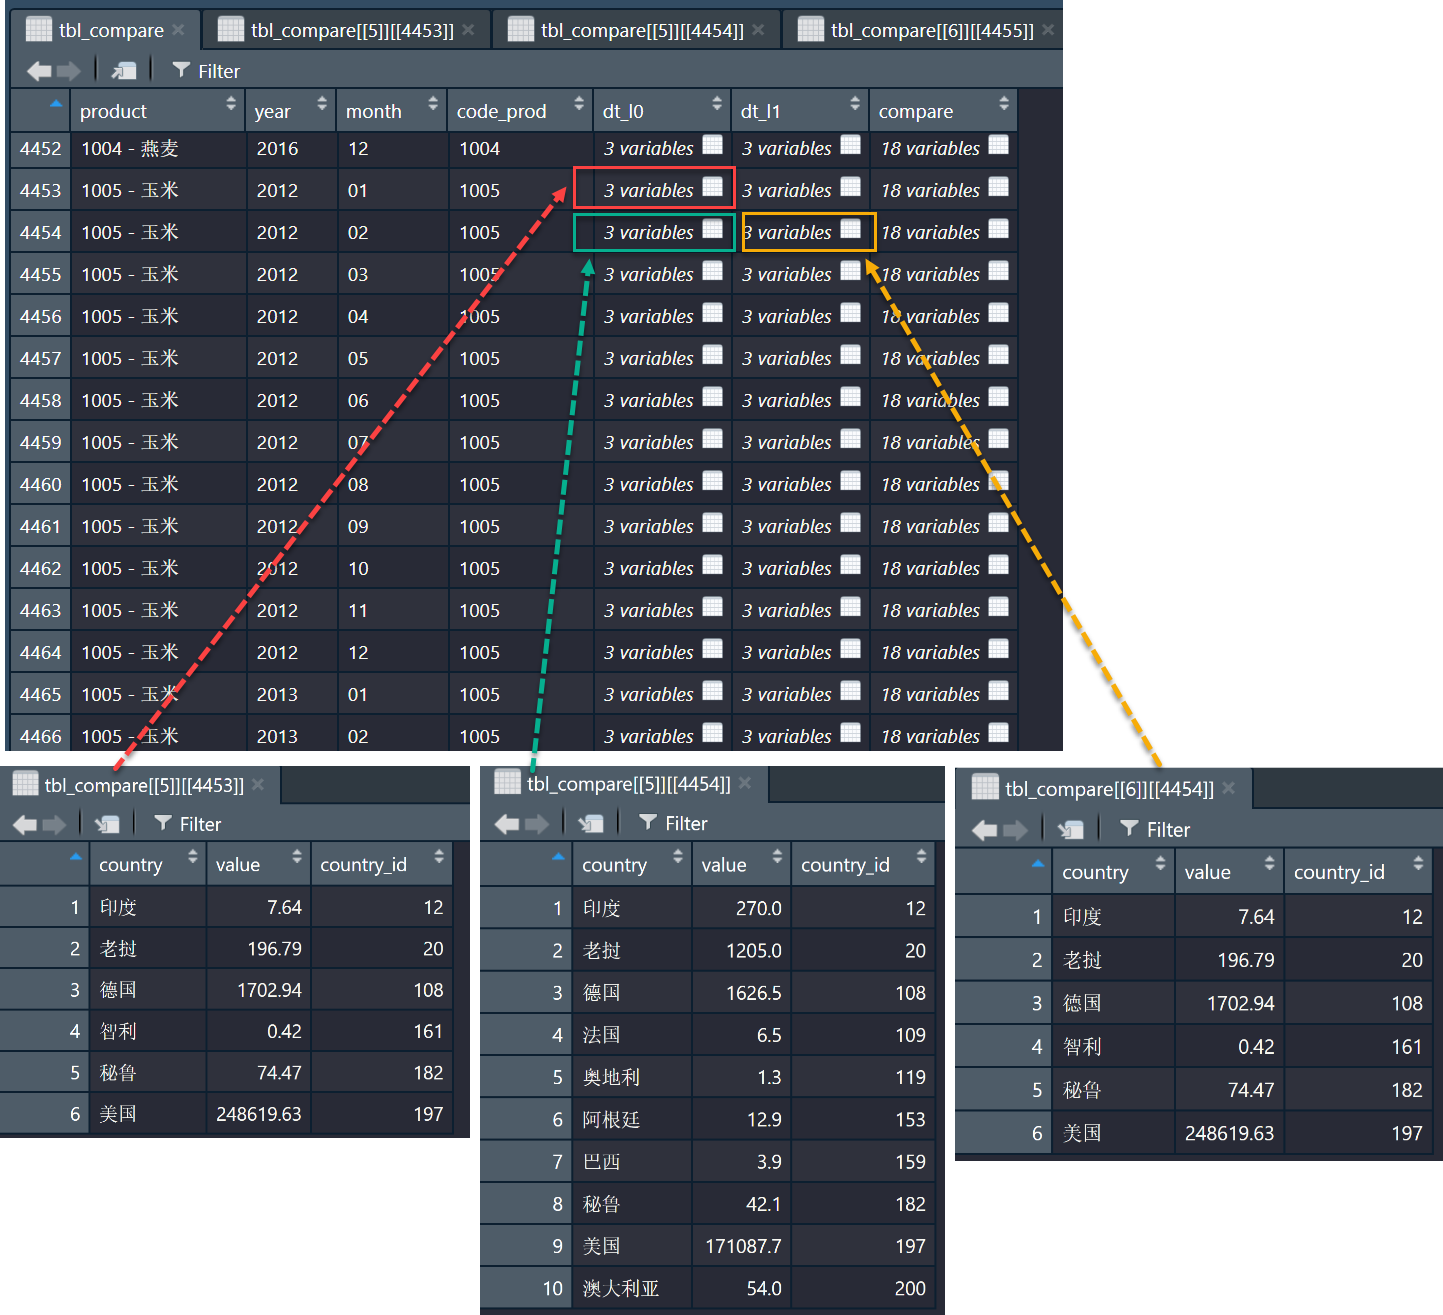 tbl_compare tbl_compare[[5]][[4453]] tbl_compare[[5]][[4454]] tbl_compare[[6]][[4455]]
Filter
product year month code_prod dt_l0 dt_l1 compare
4452 1004 - 燕麦 2016 12 1004 3 variables 3 variables 18 variables
4453 1005 - 玉米 2012 01 1005 3 variables 3 variables 18 variables
4454 1005 - 玉米 2012 02 1005 3 variables 3 variables 18 variables
4455 1005 - 玉米 2012 03 1005 3 variables 3 variables 18 variables
4456 1005 - 玉米 2012 04 1005 3 variables 3 variables 18 variables
4457 1005 - 玉米 2012 05 1005 3 variables 3 variables 18 variables
4458 1005 - 玉米 2012 06 1005 3 variables 3 variables 18 variables
4459 1005 - 玉米 2012 07 1005 3 variables 3 variables 18 variables
4460 1005 - 玉米 2012 08 1005 3 variables 3 variables 18 variables
4461 1005 - 玉米 2012 09 1005 3 variables 3 variables 18 variables
4462 1005 - 玉米 2012 10 1005 3 variables 3 variables 18 variables
4463 1005 - 玉米 2012 11 1005 3 variables 3 variables 18 variables
4464 1005 - 玉米 2012 12 1005 3 variables 3 variables 18 variables
4465 1005 - 玉米 2013 01 1005 3 variables 3 variables 18 variables
4466 1005 - 玉米 2013 02 1005 3 variables 3 variables 18 variables
tbl_compare[[5]][[4453]]
Filter
country value country_id
1 印度 7.64 12
2 老挝 196.79 20
3 德国 1702.94 108
4 智利 0.42 161
5 秘鲁 74.47 182
6 美国 248619.63 197
tbl_compare[[5]][[4454]]
Filter
country value country_id
1 印度 270.0 12
2 老挝 1205.0 20
3 德国 1626.5 108
4 法国 6.5 109
5 奥地利 1.3 119
6 阿根廷 12.9 153
7 巴西 3.9 159
8 秘鲁 42.1 182
9 美国 171087.7 197
10 澳大利亚 54.0 200
tbl_compare[[6]][[4454]]
Filter
country value country_id
1 印度 7.64 12
2 老挝 196.79 20
3 德国 1702.94 108
4 智利 0.42 161
5 秘鲁 74.47 182
6 美国 248619.63 197